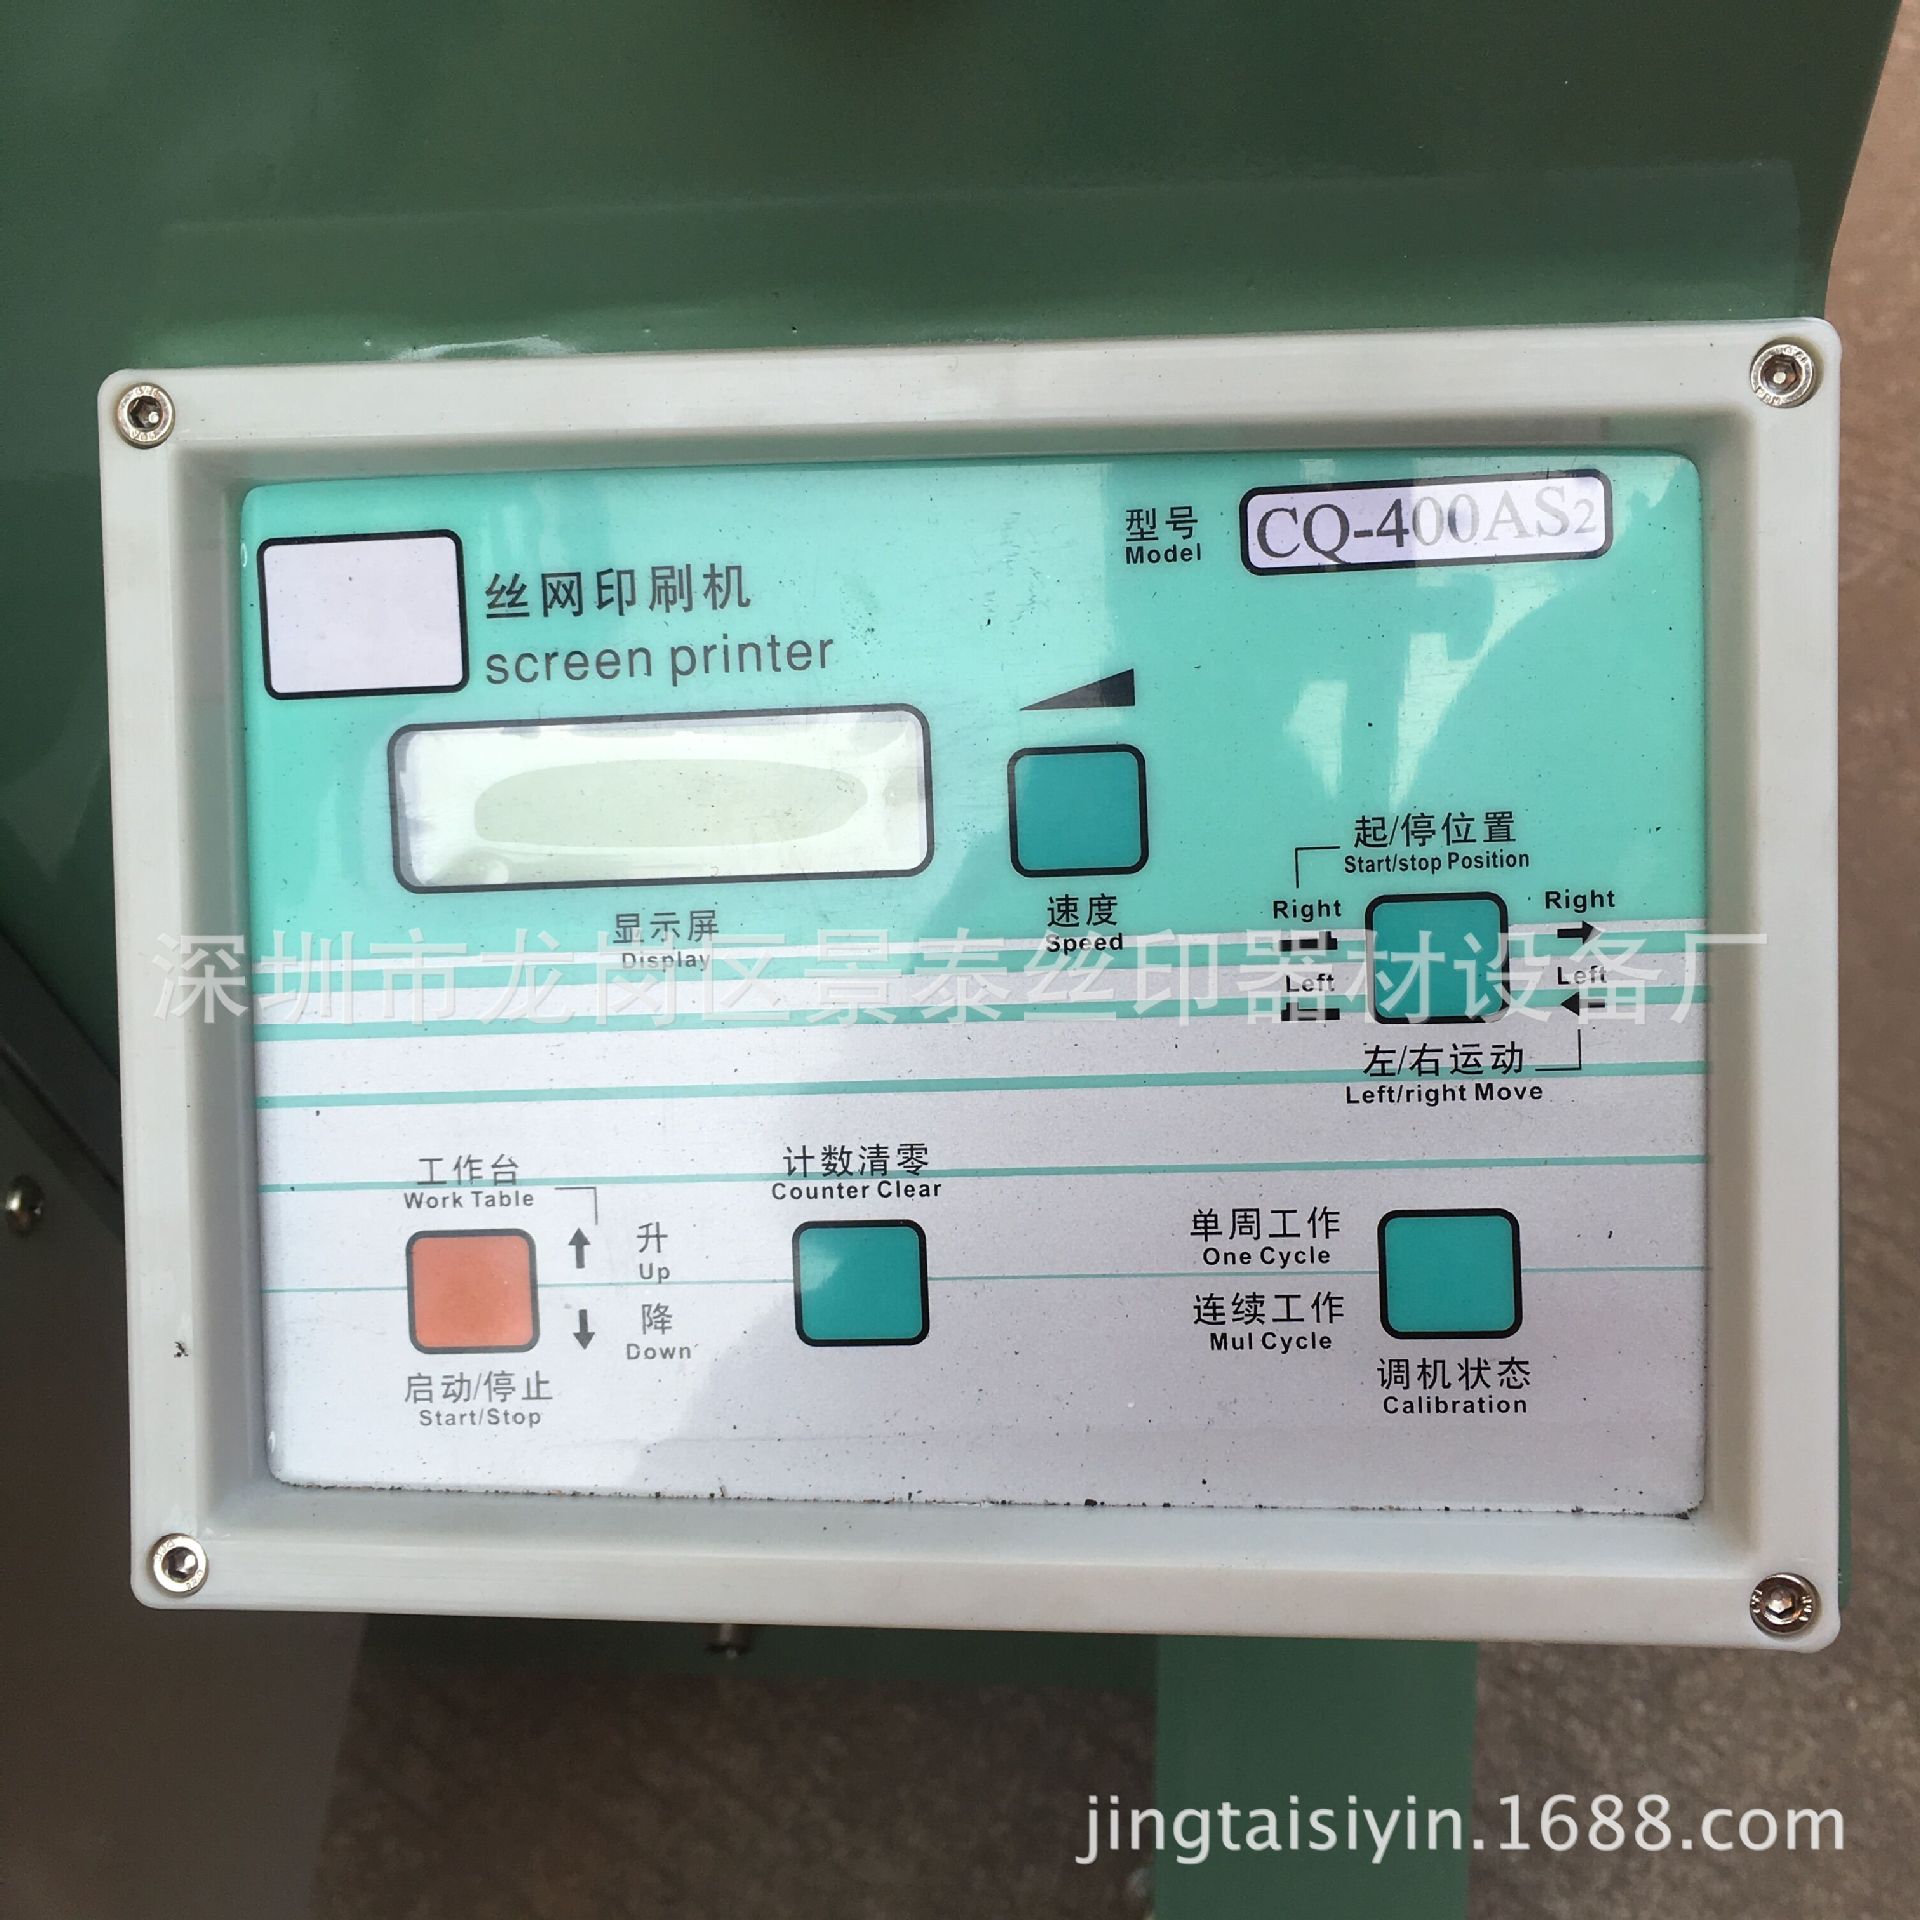 型号
Model
CQ-400AS2
丝网印刷机
screen printer
显示屏
Display
速度
Speed
起/停位置
Start/stop Position
Right
Right
Left
Left
左/右运动
Left/right Move
深圳市龙岗区景泰丝印器材设备厂
工作台
Work Table
升
Up
降
Down
启动/停止
Start/Stop
计数清零
Counter Clear
单周工作
One Cycle
连续工作
Mul Cycle
调机状态
Calibration
jingtaisiyin.1688.com